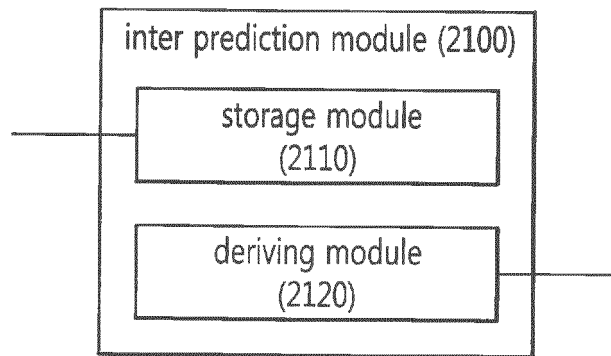 inter prediction module (2100)
storage module
(2110)
deriving module
(2120)